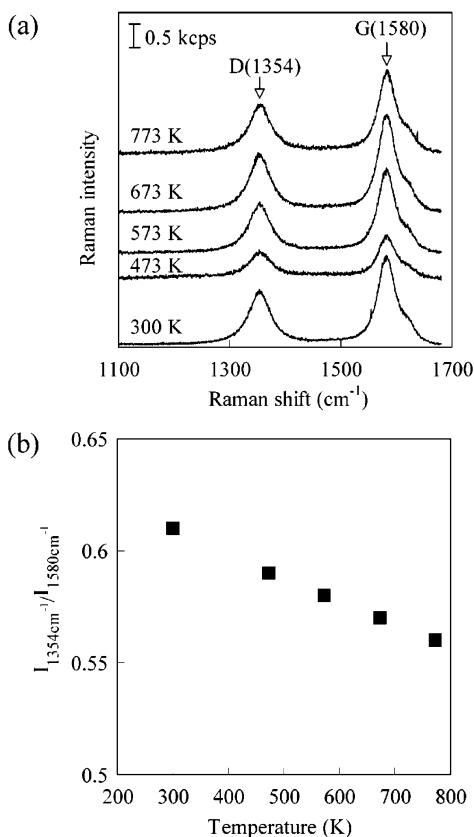 (a)
0.5 kcps
G(1580)
D(1354)
773 K
673 K
573 K
473 K
300 K
Raman intensity
1100 1300 1500 1700
Raman shift (cm⁻¹)
(b)
0.65
0.6
0.55
0.5
I₁₃₅₄cm⁻¹/I₁₅₈₀cm⁻¹
200 300 400 500 600 700 800
Temperature (K)